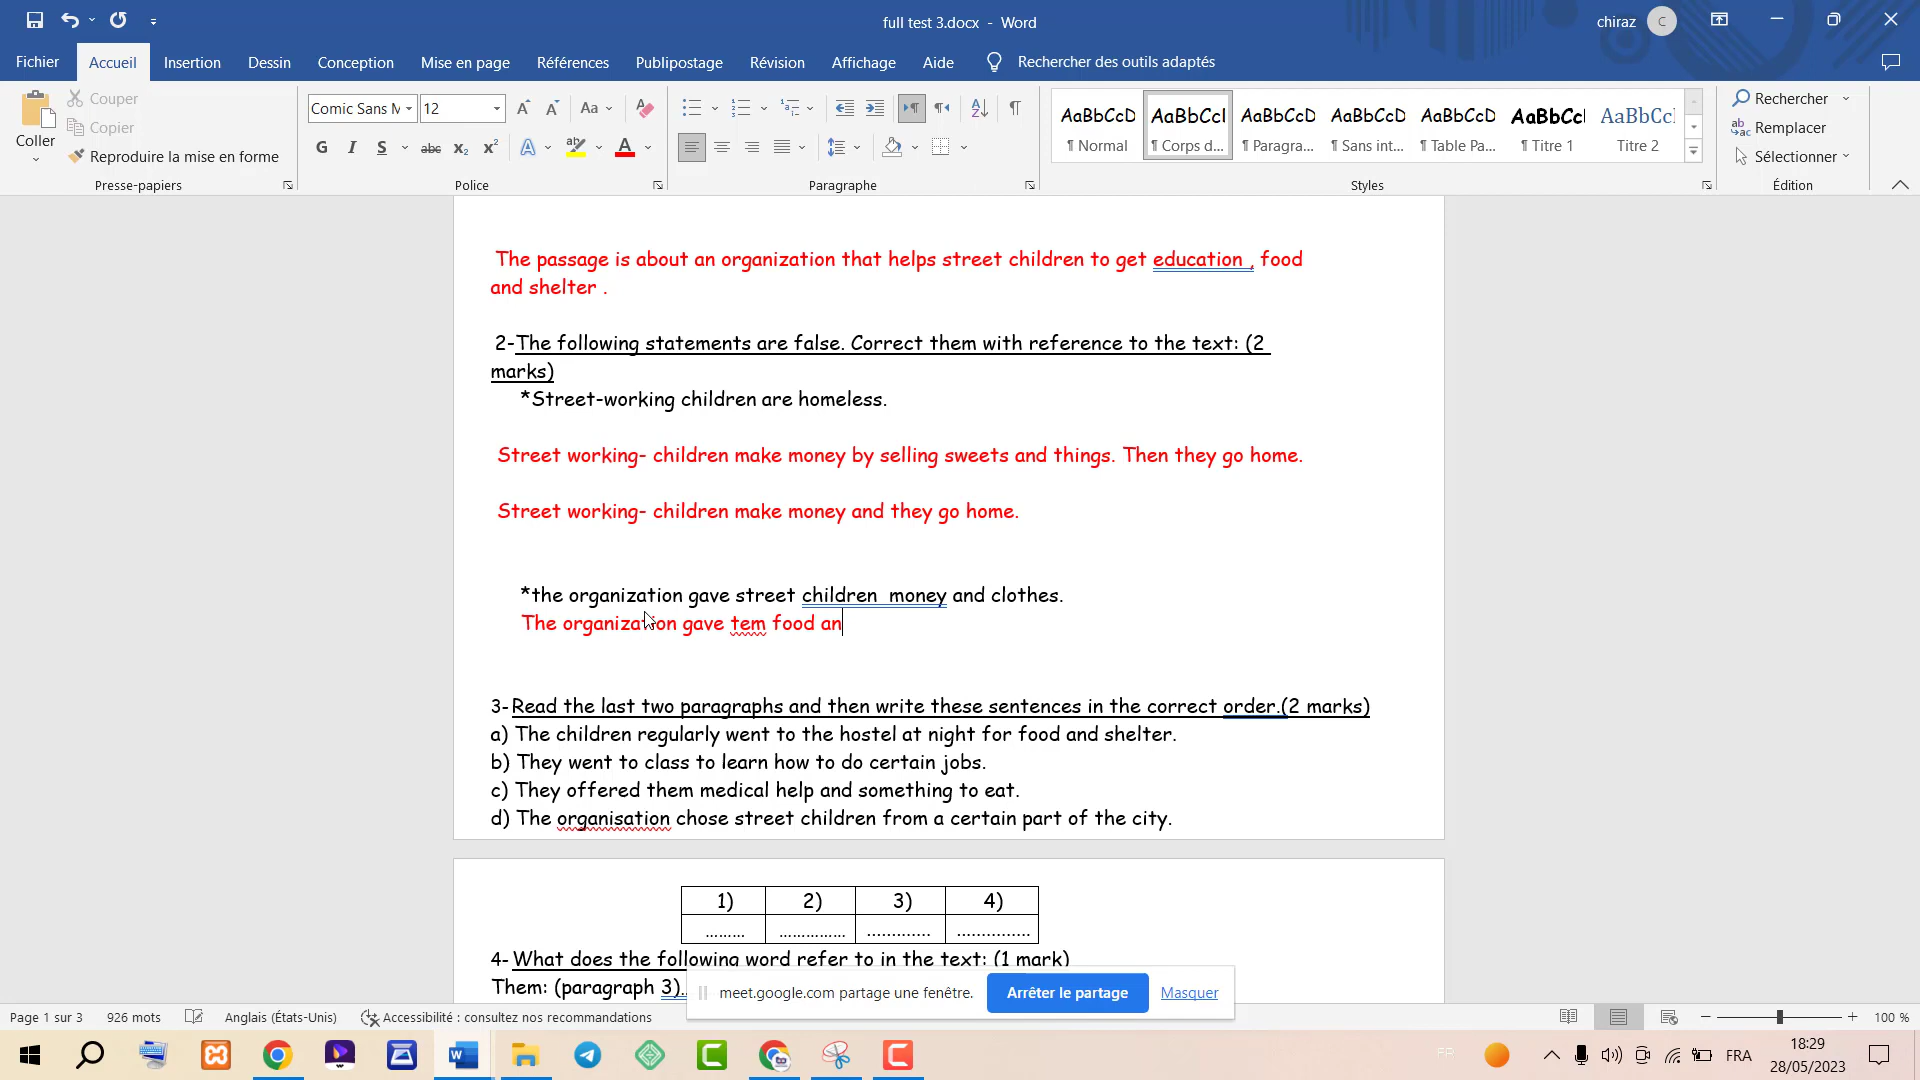 full test 3.docx - Word
chiraz
C
Fichier
Accueil
Insertion
Dessin
Conception
Mise en page
Références
Publipostage
Révision
Affichage
Aide
Rechercher des outils adaptés
Coller
Couper
Copier
Reproduire la mise en forme
Presse-papiers
Comic Sans M
12
Aa
G I S abc x₂ x²
Police
Paragraphe
AaBbCcD
AaBbCcI
AaBbCcD
AaBbCcD
AaBbCcD
AaBbCcI
AaBbCcI
¶ Normal
¶ Corps d...
¶ Paragra...
¶ Sans int...
¶ Table Pa...
¶ Titre 1
Titre 2
Styles
Rechercher
Remplacer
Sélectionner
Édition
The passage is about an organization that helps street children to get education , food
and shelter .
2-The following statements are false. Correct them with reference to the text: (2
marks)
*Street-working children are homeless.
Street working- children make money by selling sweets and things. Then they go home.
Street working- children make money and they go home.
*the organization gave street children money and clothes.
The organization gave tem food an
3-Read the last two paragraphs and then write these sentences in the correct order.(2 marks)
a) The children regularly went to the hostel at night for food and shelter.
b) They went to class to learn how to do certain jobs.
c) They offered them medical help and something to eat.
d) The organisation chose street children from a certain part of the city.
1) 2) 3) 4)
......... ............... ............. ...............
4-What does the following word refer to in the text: (1 mark)
Them: (paragraph 3)..
meet.google.com partage une fenêtre.
Arrêter le partage
Masquer
Page 1 sur 3
926 mots
Anglais (États-Unis)
Accessibilité : consultez nos recommandations
100 %
FRA
18:29
28/05/2023